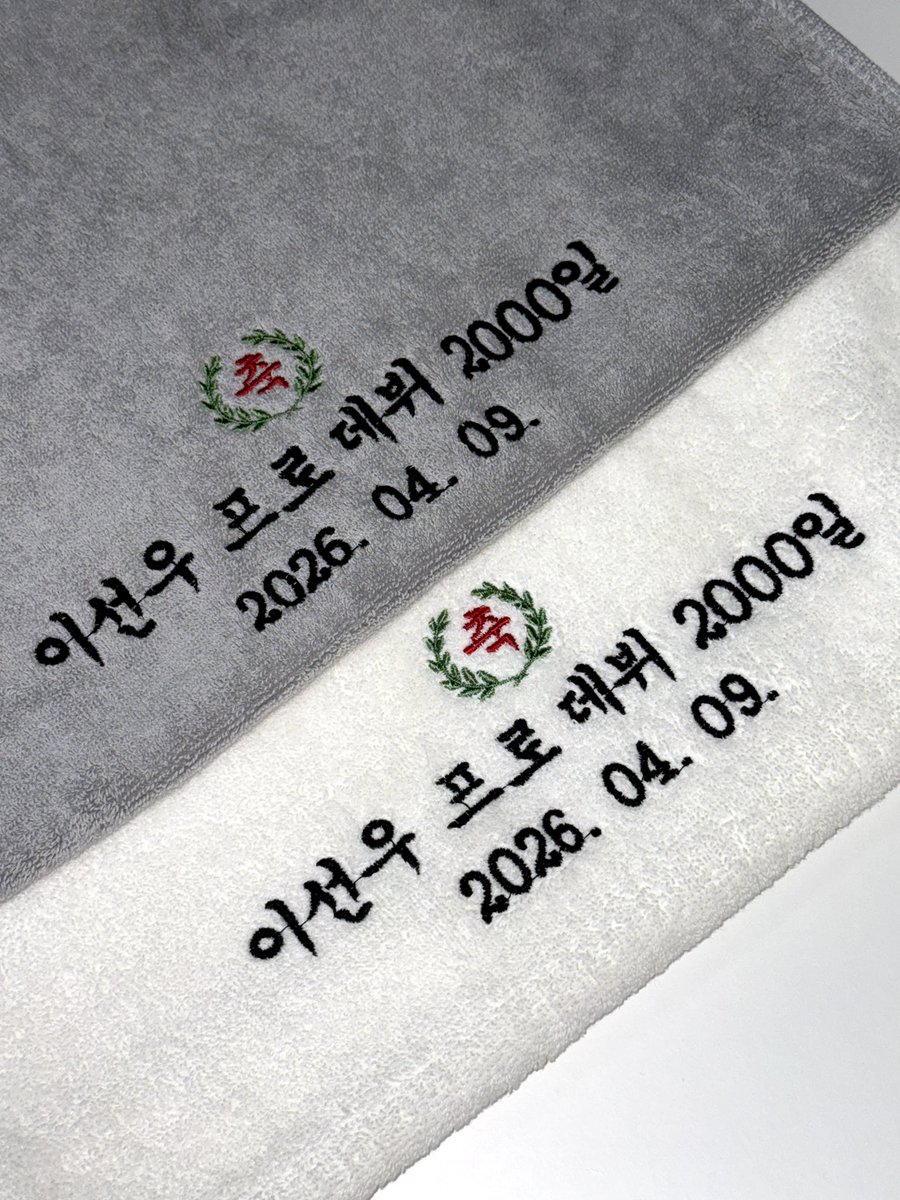 축
이선우 프로 데뷔 2000일
2026. 04. 09.
축
이선우 프로 데뷔 2000일
2026. 04. 09.